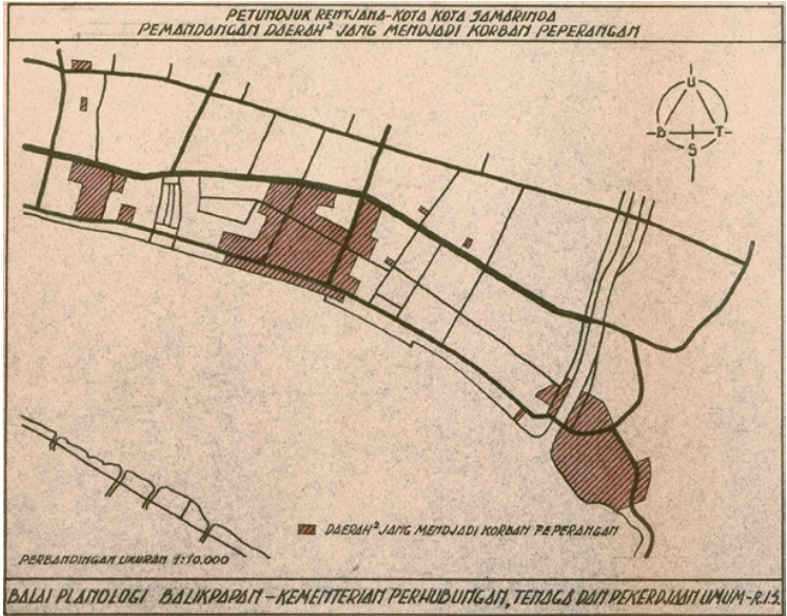 PETUNDJUK RENTJANA-KOTA KOTA SAMARINDA
PEMANDANGAN DAERAH² JANG MENDJADI KORBAN PEPERANGAN
U
B T
S
DAERAH² JANG MENDJADI KORBAN PEPERANGAN
PERBANDINGAN UKURAN 1:10.000
BALAI PLANOLOGI BALIKPAPAN - KEMENTERIAN PERHUBUNGAN, TENAGA DAN PEKERDJAAN UMUM - R.I.S.